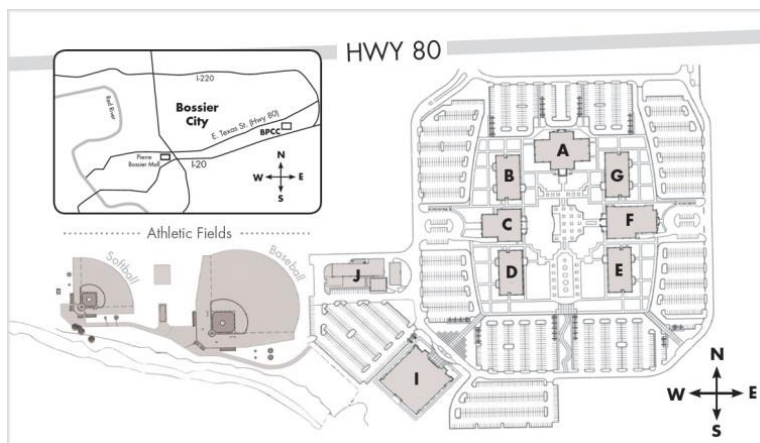 HWY 80
I-220
Red River
Bossier
City
E. Texas St. (Hwy 80)
BPCC
Pierre
Bossier Mall
I-20
N
W E
S
Athletic Fields
Softball
Baseball
A
B
G
C
F
D
E
J
I
N
W E
S